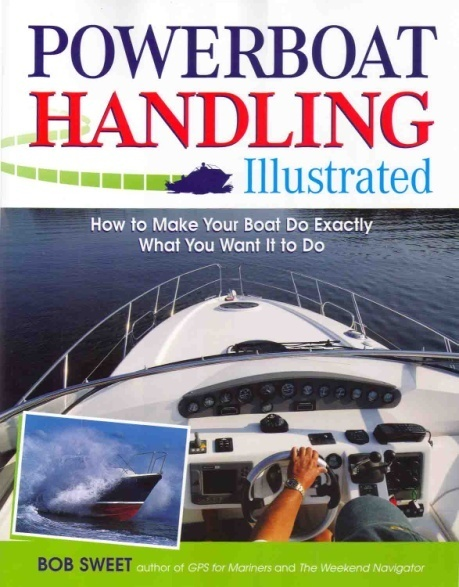 POWERBOAT
HANDLING
Illustrated
How to Make Your Boat Do Exactly
What You Want It to Do
BOB SWEET author of GPS for Mariners and The Weekend Navigator